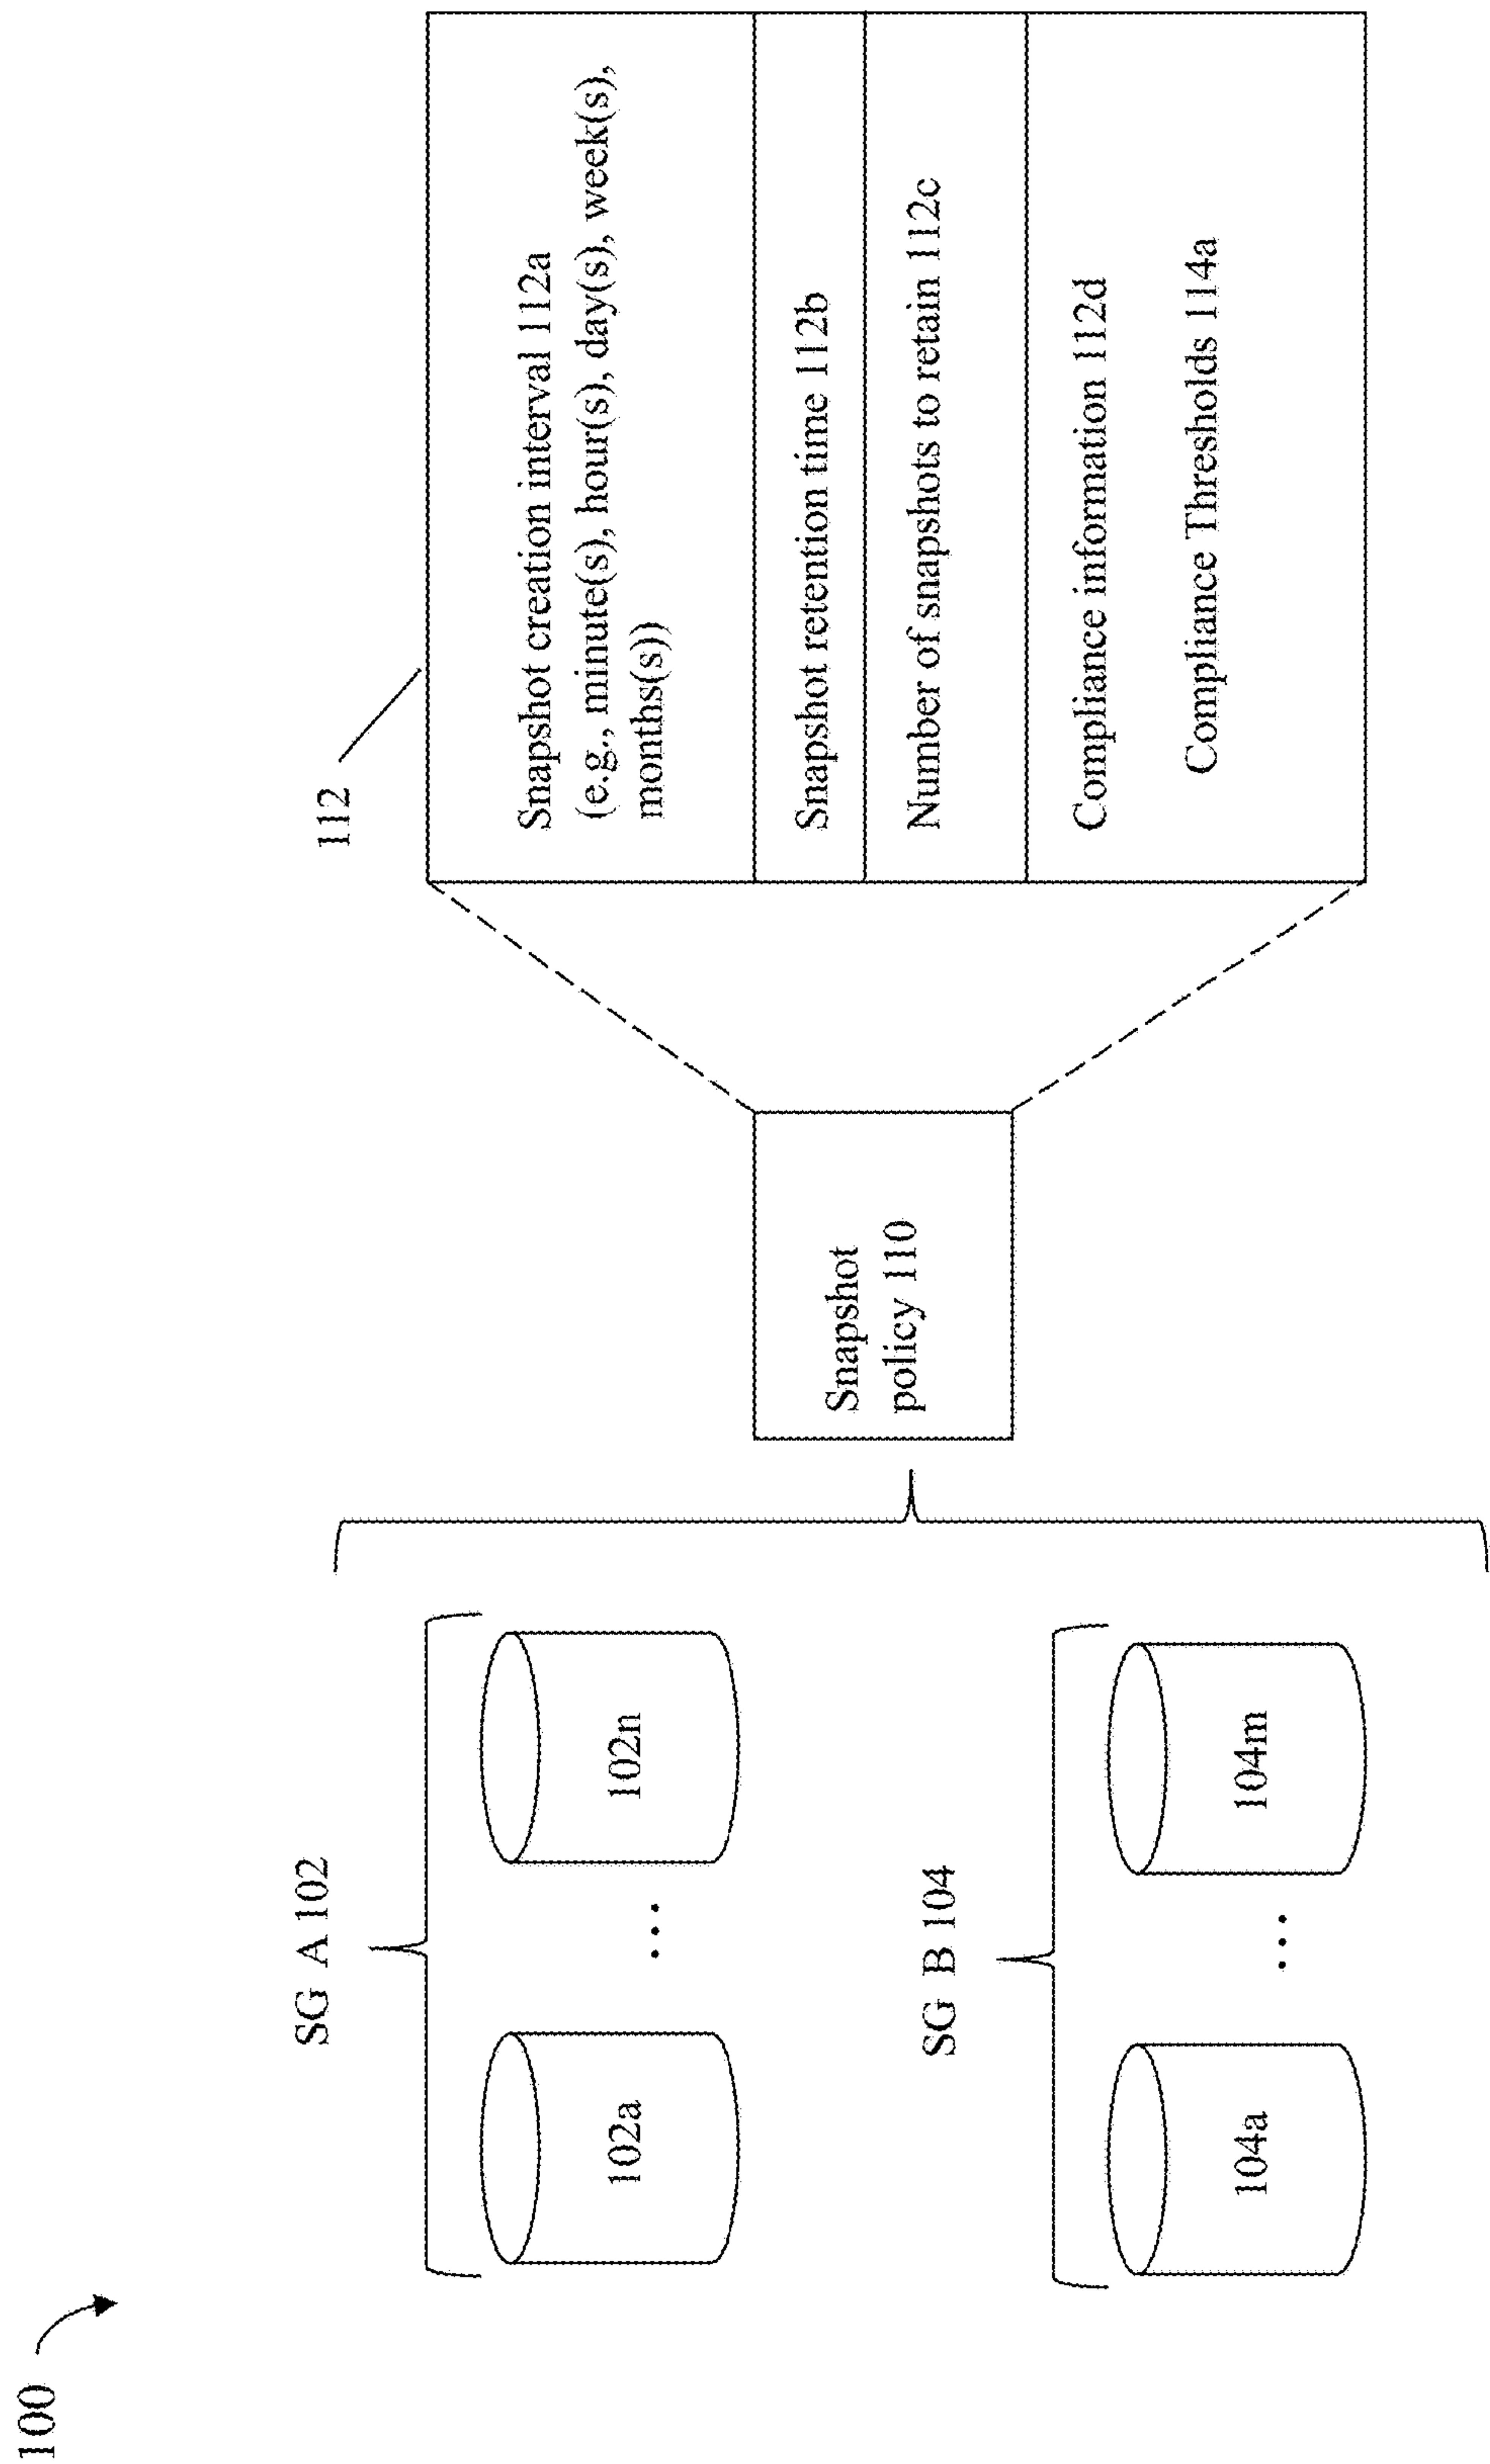 100
SG A 102
102a
...
102n
SG B 104
104a
...
104m
Snapshot
policy 110
112
Snapshot creation interval 112a
(e.g., minute(s), hour(s), day(s), week(s),
months(s))
Snapshot retention time 112b
Number of snapshots to retain 112c
Compliance information 112d
Compliance Thresholds 114a